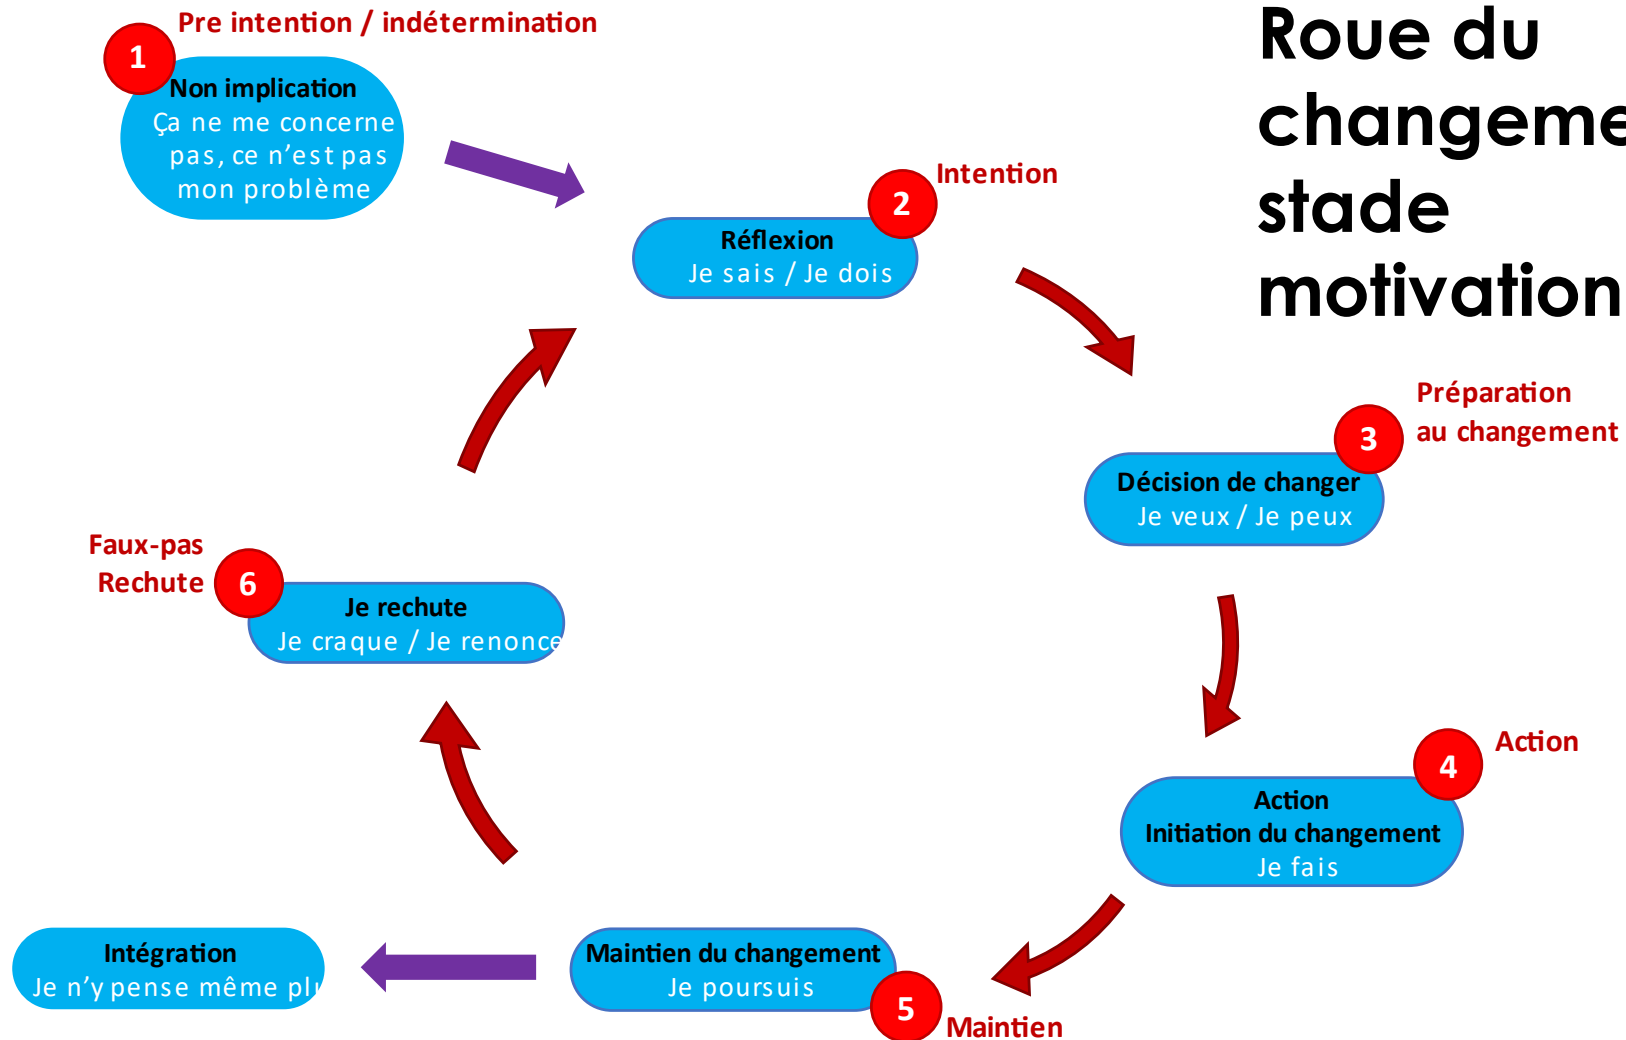 Roue du
changeme
stade
motivation
Pre intention / indétermination
1
Non implication
Ça ne me concerne
pas, ce n'est pas
mon problème
Intention
2
Réflexion
Je sais / Je dois
Préparation
au changement
3
Décision de changer
Je veux / Je peux
Action
4
Action
Initiation du changement
Je fais
Maintien du changement
Je poursuis
5
Maintien
Faux-pas
Rechute
6
Je rechute
Je craque / Je renonce
Intégration
Je n'y pense même plu